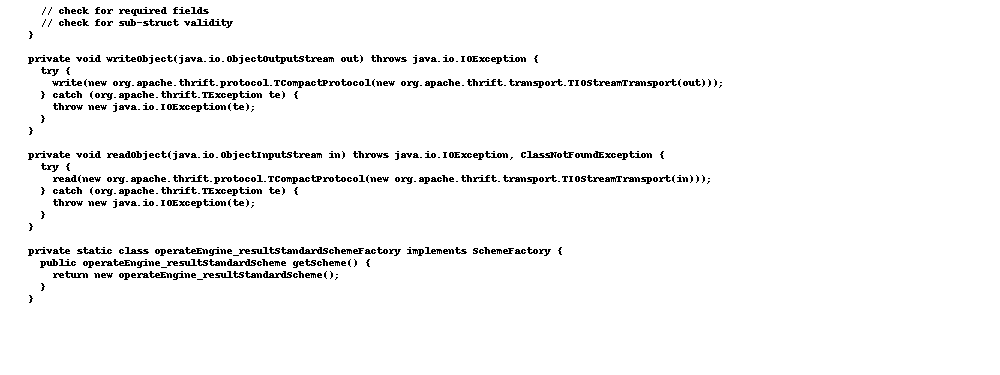 // check for required fields
    // check for sub-struct validity
  }

  private void writeObject(java.io.ObjectOutputStream out) throws java.io.IOException {
    try {
      write(new org.apache.thrift.protocol.TCompactProtocol(new org.apache.thrift.transport.TIOStreamTransport(out)));
    } catch (org.apache.thrift.TException te) {
      throw new java.io.IOException(te);
    }
  }

  private void readObject(java.io.ObjectInputStream in) throws java.io.IOException, ClassNotFoundException {
    try {
      read(new org.apache.thrift.protocol.TCompactProtocol(new org.apache.thrift.transport.TIOStreamTransport(in)));
    } catch (org.apache.thrift.TException te) {
      throw new java.io.IOException(te);
    }
  }

  private static class operateEngine_resultStandardSchemeFactory implements SchemeFactory {
    public operateEngine_resultStandardScheme getScheme() {
      return new operateEngine_resultStandardScheme();
    }
  }